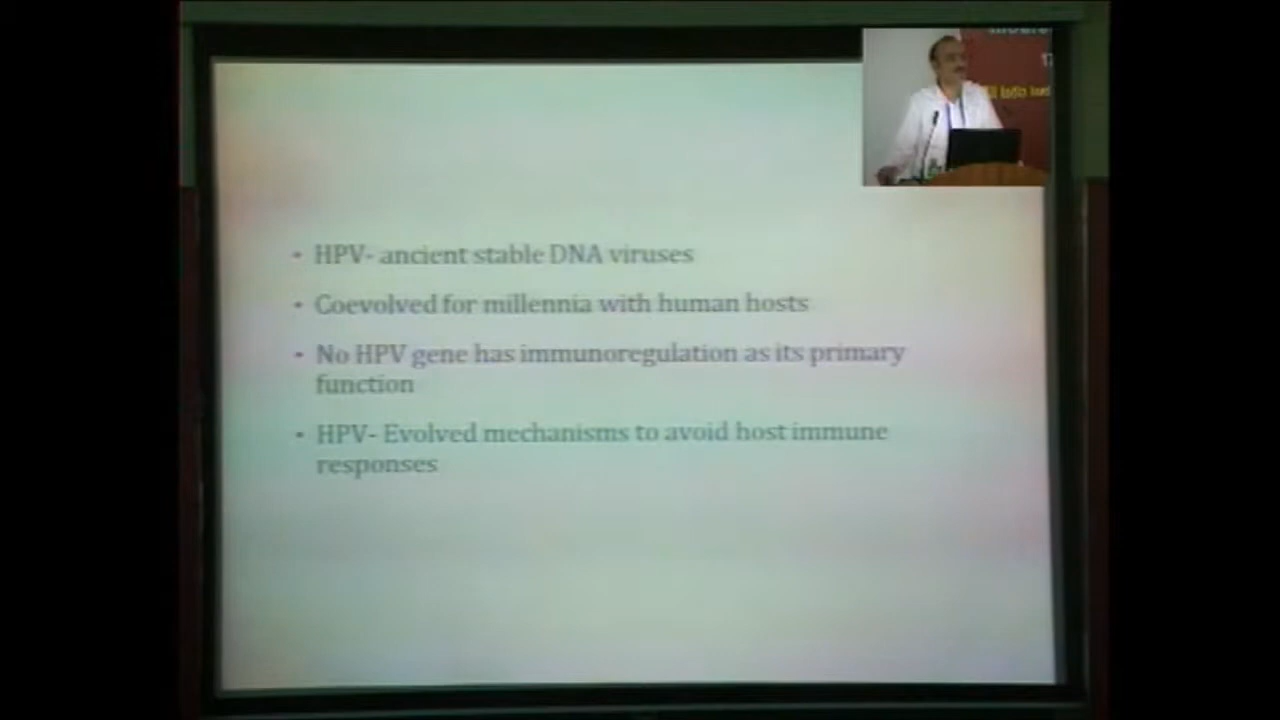 • HPV- ancient stable DNA viruses
• Coevolved for millennia with human hosts
• No HPV gene has immunoregulation as its primary
function
• HPV- Evolved mechanisms to avoid host immune
responses